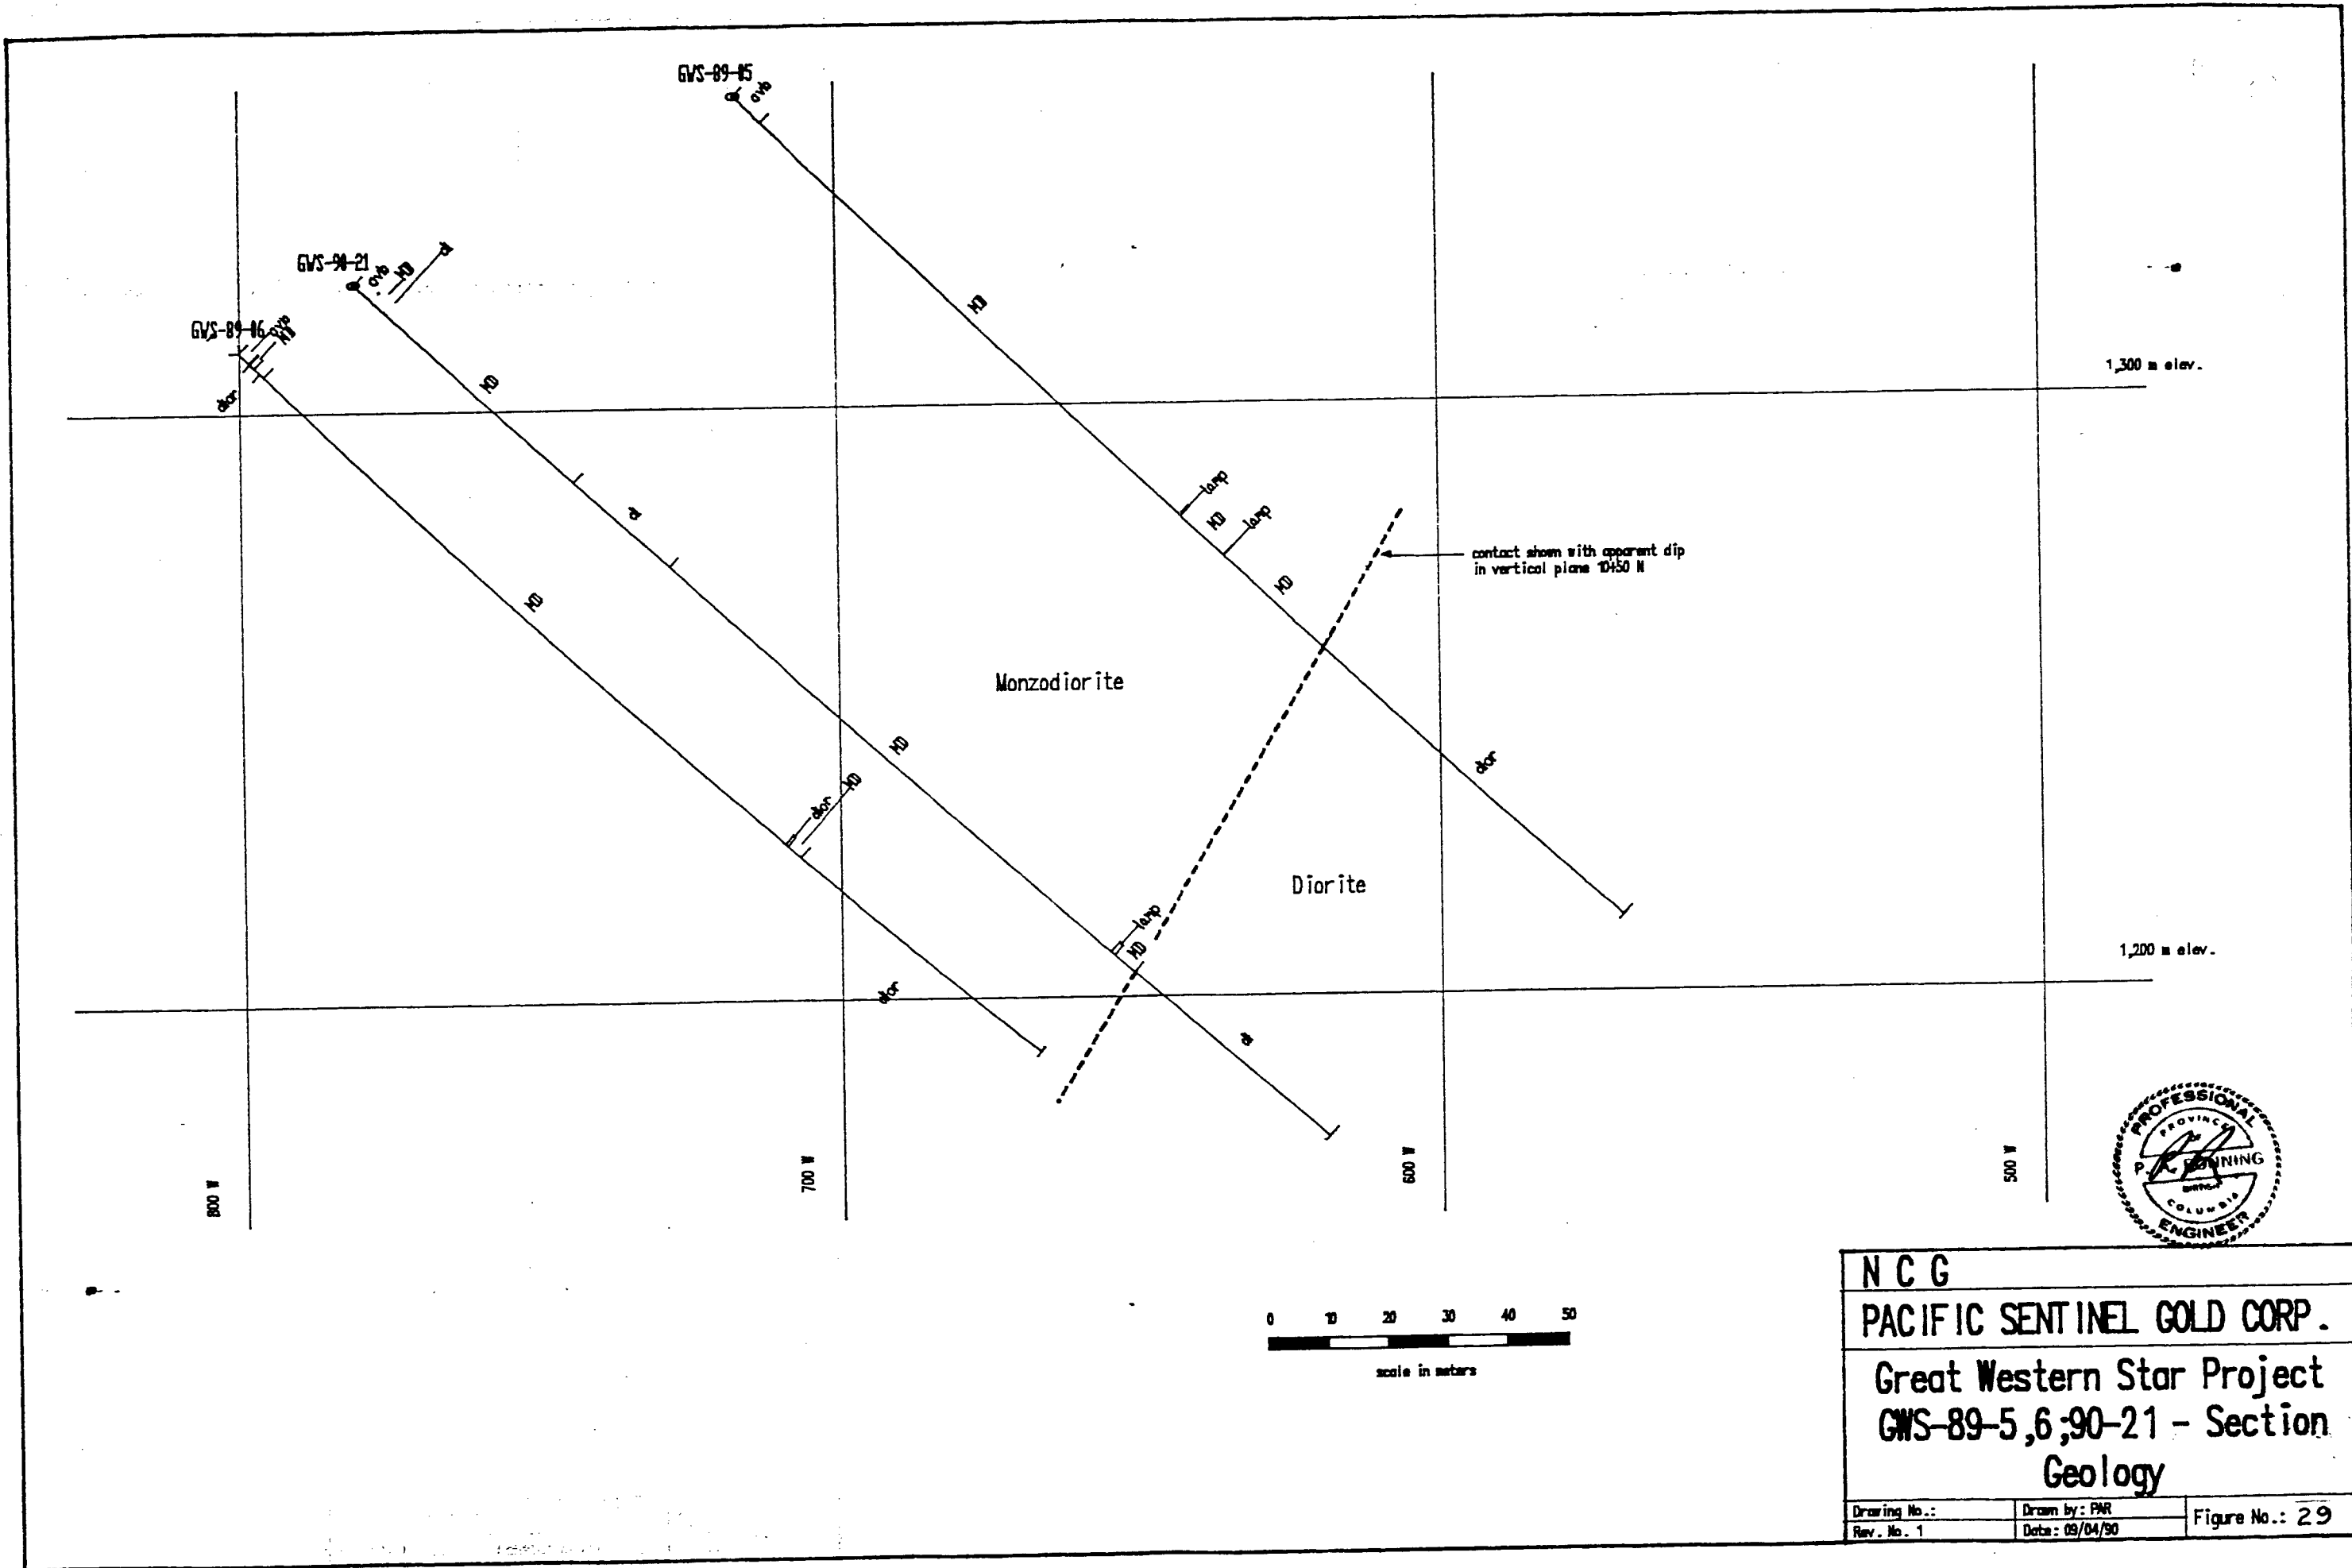 GWS-89-05
ovb
GWS-90-21
ovb
MD
GWS-89-06
ovb
MD
dior
MD
MD
1,300 m elev.
lamp
MD
lamp
MD
contact shown with apparent dip
in vertical plane 10+50 N
MD
Monzodiorite
MD
dior
dior
MD
Diorite
lamp
MD
1,200 m elev.
dior
800 W
700 W
600 W
500 W
PROFESSIONAL
PROVINCE
OF
COLUMBIA
ENGINEER
0 10 20 30 40 50
scale in meters
N C G
PACIFIC SENTINEL GOLD CORP.
Great Western Star Project
GWS-89-5,6;90-21 - Section
Geology
Drawing No.:
Drawn by: PAR
Figure No.: 29
Rev. No. 1
Date: 09/04/90